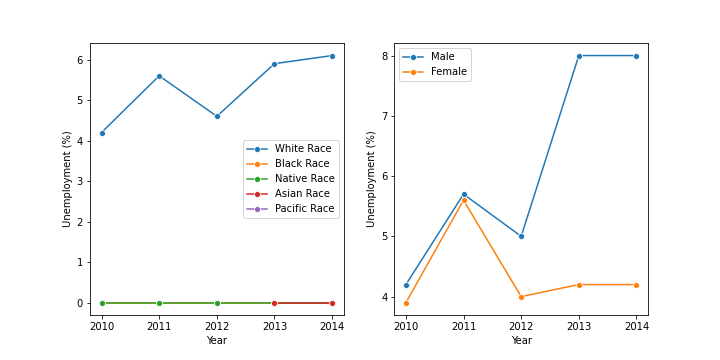 6
5
4
3
2
1
0
Unemployment (%)
White Race
Black Race
Native Race
Asian Race
Pacific Race
2010 2011 2012 2013 2014
Year
8
7
6
5
4
Unemployment (%)
Male
Female
2010 2011 2012 2013 2014
Year